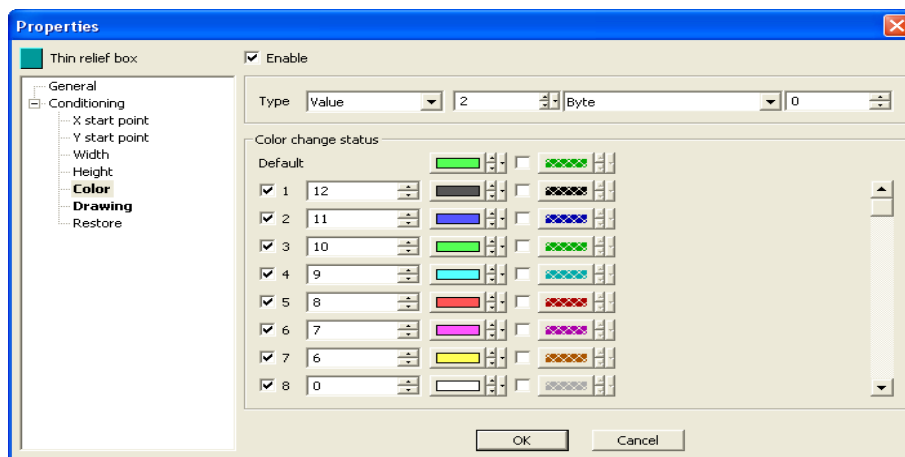 Properties
Thin relief box
Enable
General
Conditioning
X start point
Y start point
Width
Height
Color
Drawing
Restore
Type Value 2 Byte 0
Color change status
Default
1 12
2 11
3 10
4 9
5 8
6 7
7 6
8 0
OK Cancel